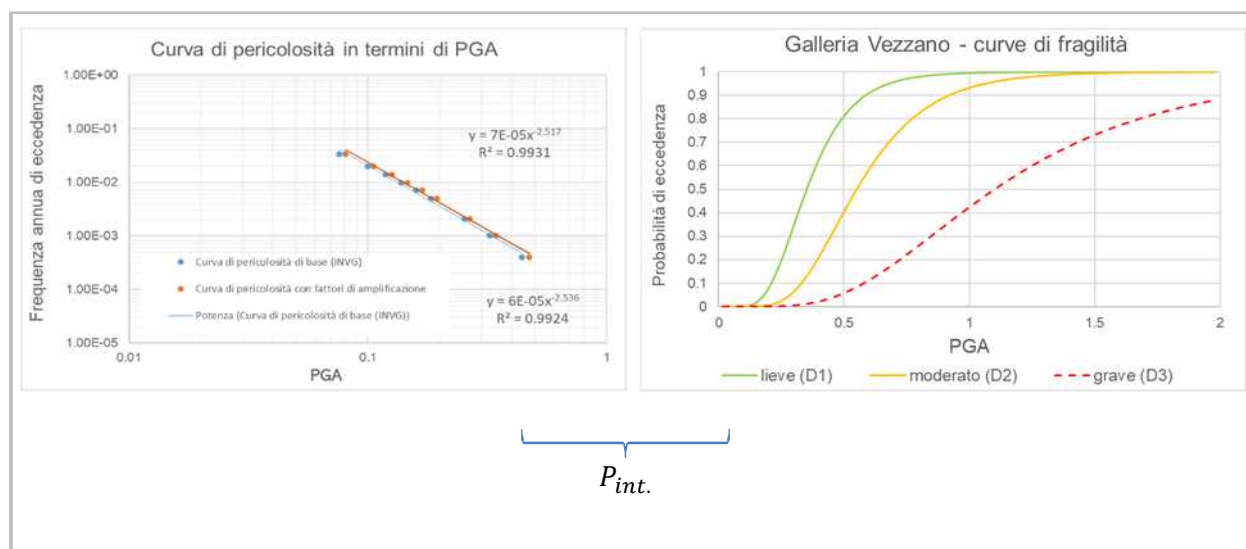 Curva di pericolosità in termini di PGA
Frequenza annua di eccedenza
1.00E+00
1.00E-01
1.00E-02
1.00E-03
1.00E-04
1.00E-05
y = 7E-05x^-2.517
R² = 0.9931
Curva di pericolosità di base (INVG)
Curva di pericolosità con fattori di amplificazione
Potenza (Curva di pericolosità di base (INVG))
y = 6E-05x^-2.536
R² = 0.9924
0.01 0.1 1
PGA
Galleria Vezzano - curve di fragilità
Probabilità di eccedenza
1
0.9
0.8
0.7
0.6
0.5
0.4
0.3
0.2
0.1
0
0 0.5 1 1.5 2
PGA
lieve (D1) moderato (D2) grave (D3)
P_int.